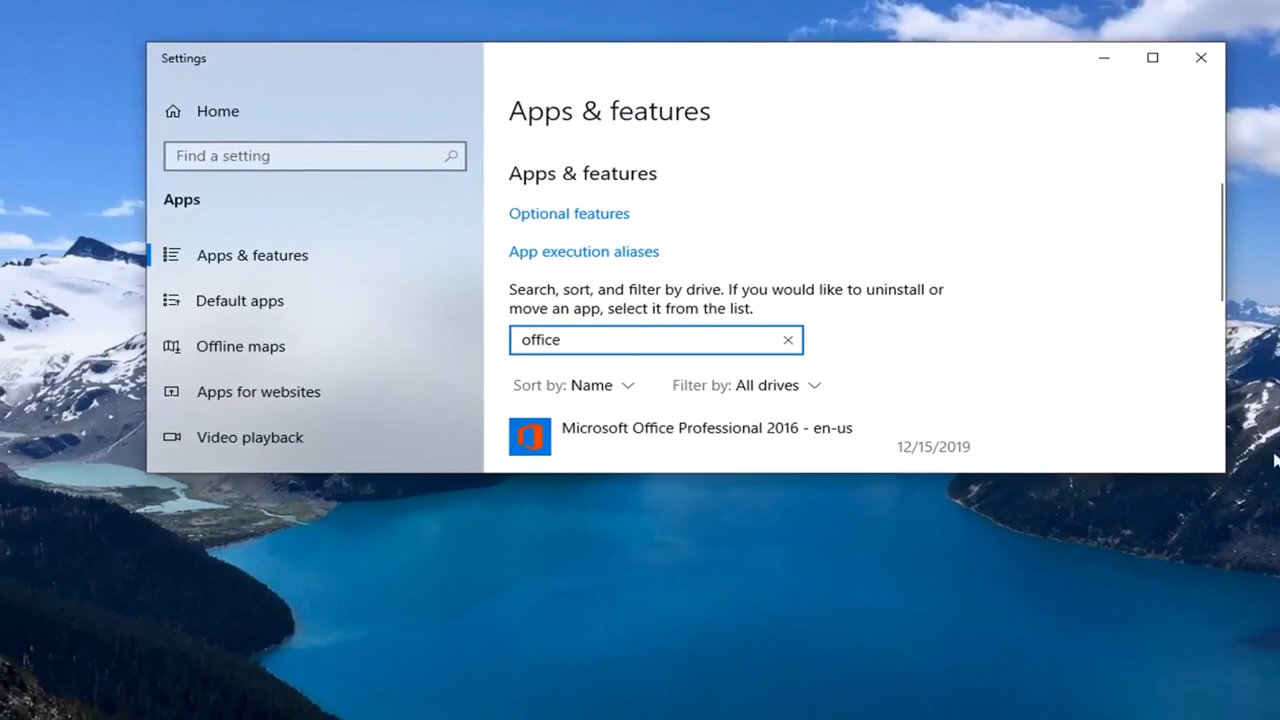 Settings
Home
Find a setting
Apps
Apps & features
Default apps
Offline maps
Apps for websites
Video playback
Apps & features
Apps & features
Optional features
App execution aliases
Search, sort, and filter by drive. If you would like to uninstall or
move an app, select it from the list.
office
Sort by: Name Filter by: All drives
Microsoft Office Professional 2016 - en-us
12/15/2019